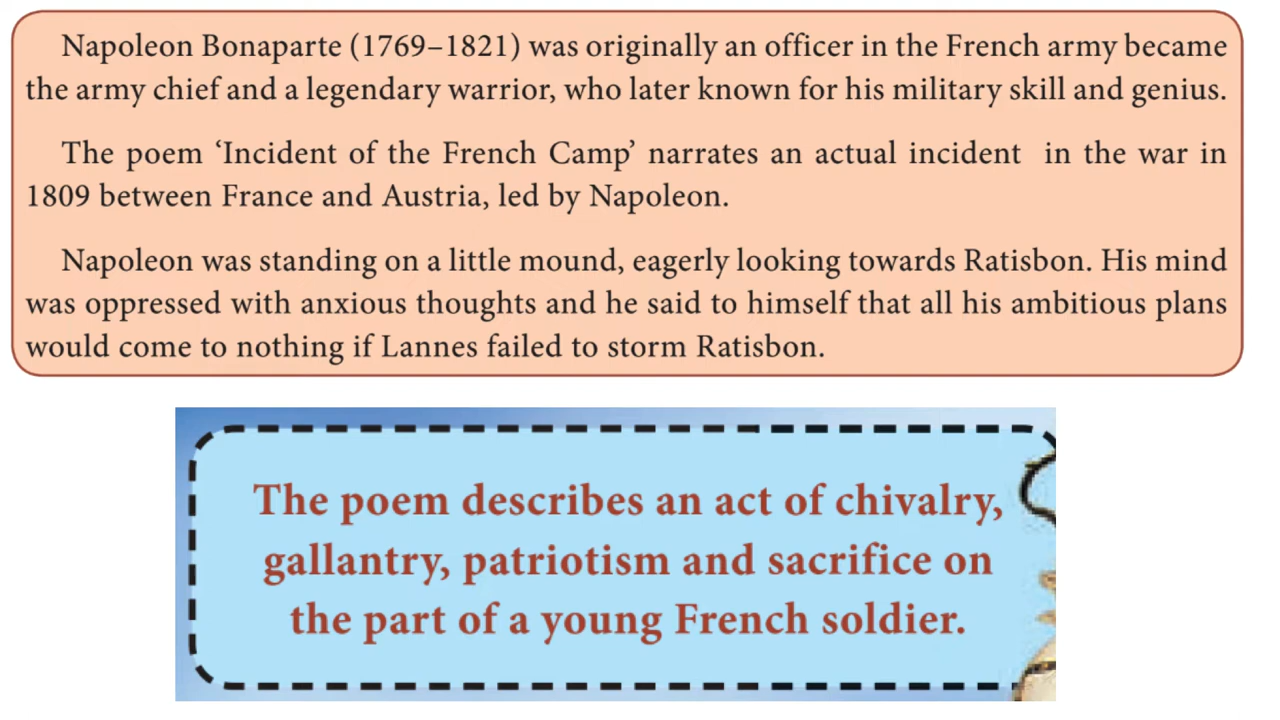 Napoleon Bonaparte (1769–1821) was originally an officer in the French army became
the army chief and a legendary warrior, who later known for his military skill and genius.
The poem ‘Incident of the French Camp’ narrates an actual incident in the war in
1809 between France and Austria, led by Napoleon.
Napoleon was standing on a little mound, eagerly looking towards Ratisbon. His mind
was oppressed with anxious thoughts and he said to himself that all his ambitious plans
would come to nothing if Lannes failed to storm Ratisbon.
The poem describes an act of chivalry,
gallantry, patriotism and sacrifice on
the part of a young French soldier.